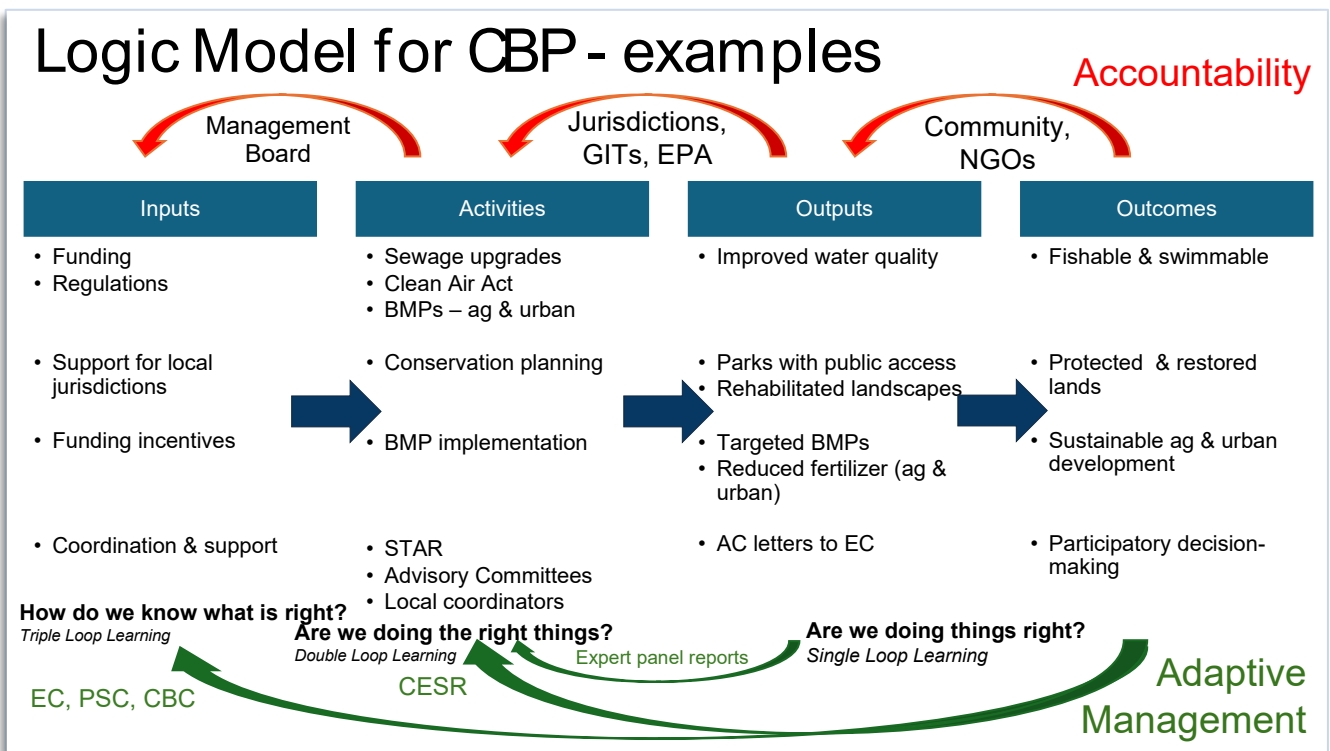 Logic Model for CBP - examples
Accountability
Management
Board
Jurisdictions,
GITs, EPA
Community,
NGOs
Inputs
Activities
Outputs
Outcomes
• Funding
• Regulations
• Sewage upgrades
• Clean Air Act
• BMPs – ag & urban
• Improved water quality
• Fishable & swimmable
• Support for local
jurisdictions
• Conservation planning
• Parks with public access
• Rehabilitated landscapes
• Protected & restored
lands
• Funding incentives
• BMP implementation
• Targeted BMPs
• Reduced fertilizer (ag &
urban)
• Sustainable ag & urban
development
• Coordination & support
• STAR
• Advisory Committees
• Local coordinators
• AC letters to EC
• Participatory decision-
making
How do we know what is right?
Triple Loop Learning
Are we doing the right things?
Double Loop Learning
Expert panel reports
Are we doing things right?
Single Loop Learning
EC, PSC, CBC
CESR
Adaptive
Management